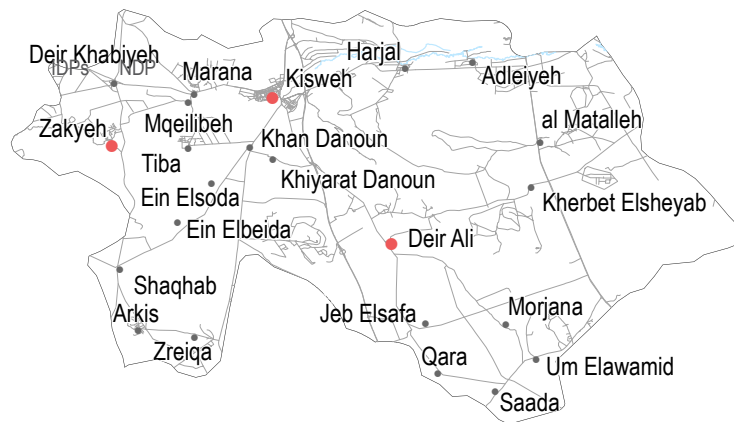 Deir Khabiyeh
IDPs NDP
Marana
Kisweh
Harjal
Adleiyeh
Zakyeh
Mqeilibeh
al Matalleh
Khan Danoun
Tiba
Khiyarat Danoun
Ein Elsoda
Kherbet Elsheyab
Ein Elbeida
Deir Ali
Shaqhab
Arkis
Jeb Elsafa
Morjana
Zreiqa
Qara
Um Elawamid
Saada